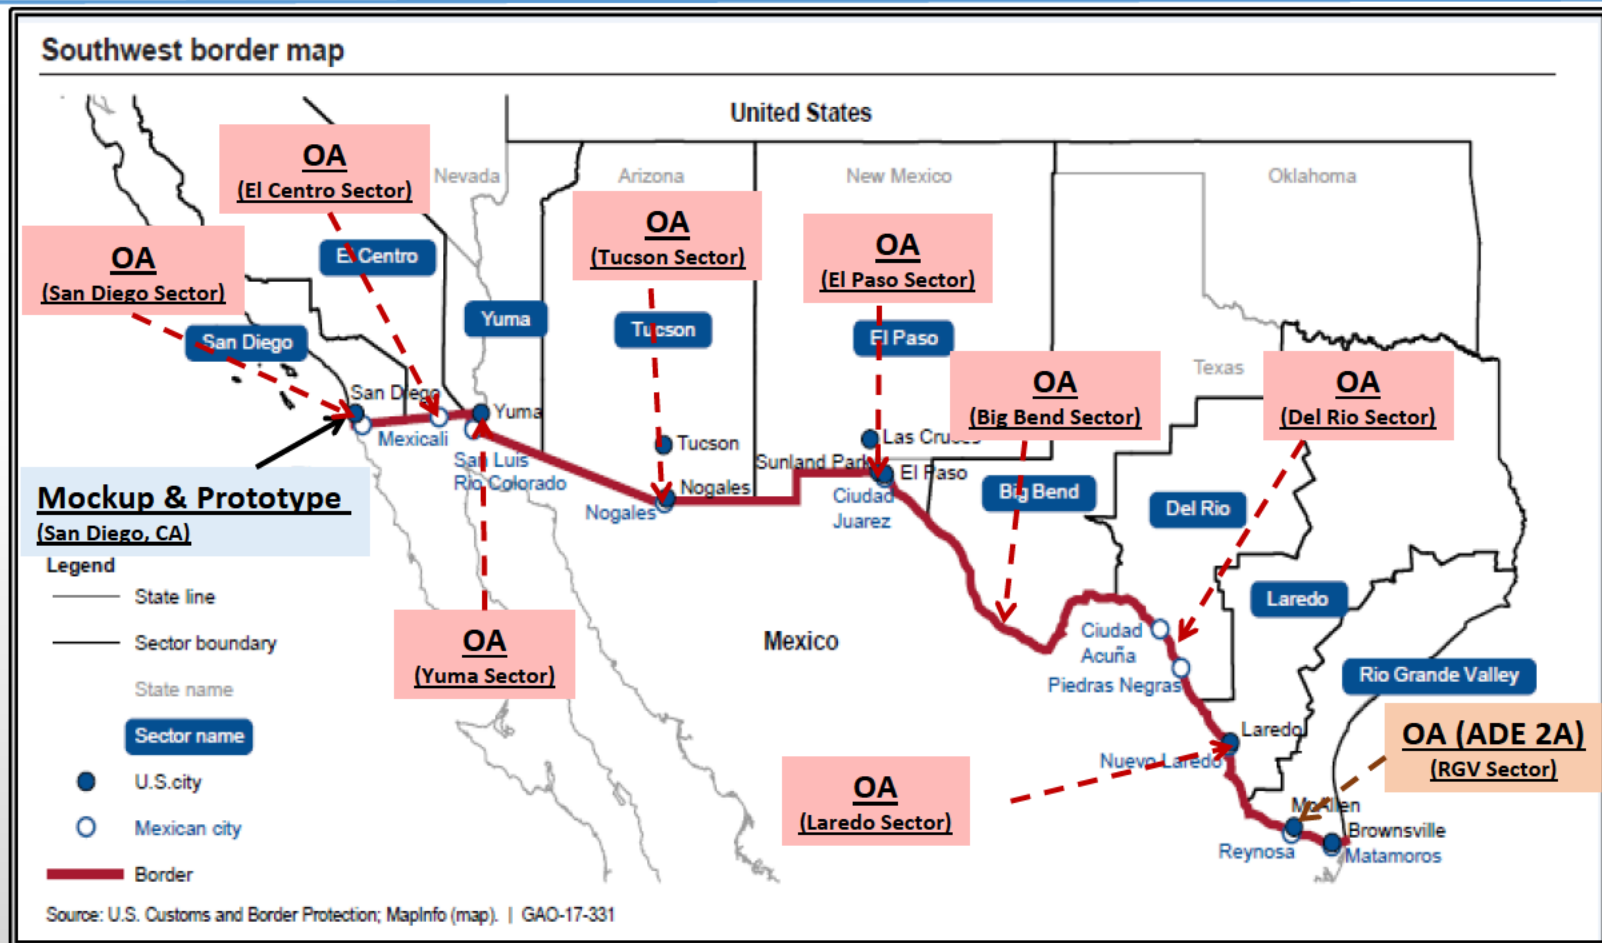 Southwest border map
United States
OA
(El Centro Sector)
Nevada
Arizona
New Mexico
Oklahoma
OA
(Tucson Sector)
OA
(El Paso Sector)
OA
(San Diego Sector)
El Centro
Yuma
Tucson
El Paso
San Diego
Texas
OA
(Big Bend Sector)
OA
(Del Rio Sector)
San Diego
Yuma
Mexicali
Tucson
Las Cruces
San Luis
Rio Colorado
Sunland Park
El Paso
Nogales
Nogales
Ciudad
Juarez
Big Bend
Del Rio
Mockup & Prototype
(San Diego, CA)
Legend
State line
Sector boundary
State name
Sector name
U.S.city
Mexican city
Border
OA
(Yuma Sector)
Mexico
Laredo
Ciudad
Acuña
Piedras Negras
Rio Grande Valley
Laredo
Nuevo Laredo
OA (ADE 2A)
(RGV Sector)
OA
(Laredo Sector)
McAllen
Brownsville
Reynosa
Matamoros
Source: U.S. Customs and Border Protection; MapInfo (map). | GAO-17-331